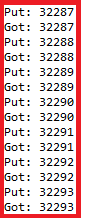 Put: 32287
Got: 32287
Put: 32288
Got: 32288
Put: 32289
Got: 32289
Put: 32290
Got: 32290
Put: 32291
Got: 32291
Put: 32292
Got: 32292
Put: 32293
Got: 32293